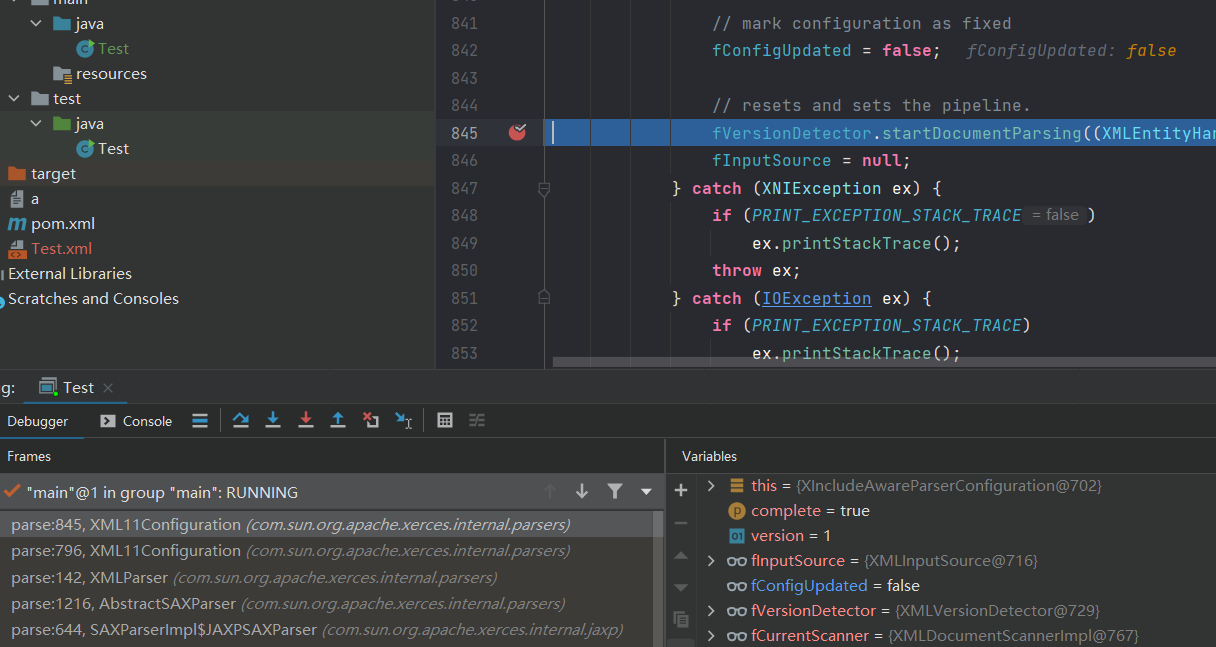 main
java
Test
resources
test
java
Test
target
a
pom.xml
Test.xml
External Libraries
Scratches and Consoles
841 // mark configuration as fixed
842 fConfigUpdated = false; fConfigUpdated: false
843
844 // resets and sets the pipeline.
845 fVersionDetector.startDocumentParsing((XMLEntityHan
846 fInputSource = null;
847 } catch (XNIException ex) {
848 if (PRINT_EXCEPTION_STACK_TRACE = false )
849 ex.printStackTrace();
850 throw ex;
851 } catch (IOException ex) {
852 if (PRINT_EXCEPTION_STACK_TRACE)
853 ex.printStackTrace();
g: Test
Debugger Console
Frames
"main"@1 in group "main": RUNNING
parse:845, XML11Configuration (com.sun.org.apache.xerces.internal.parsers)
parse:796, XML11Configuration (com.sun.org.apache.xerces.internal.parsers)
parse:142, XMLParser (com.sun.org.apache.xerces.internal.parsers)
parse:1216, AbstractSAXParser (com.sun.org.apache.xerces.internal.parsers)
parse:644, SAXParserImpl$JAXPSAXParser (com.sun.org.apache.xerces.internal.jaxp)
Variables
this = {XIncludeAwareParserConfiguration@702}
complete = true
version = 1
fInputSource = {XMLInputSource@716}
fConfigUpdated = false
fVersionDetector = {XMLVersionDetector@729}
fCurrentScanner = {XMLDocumentScannerImpl@767}